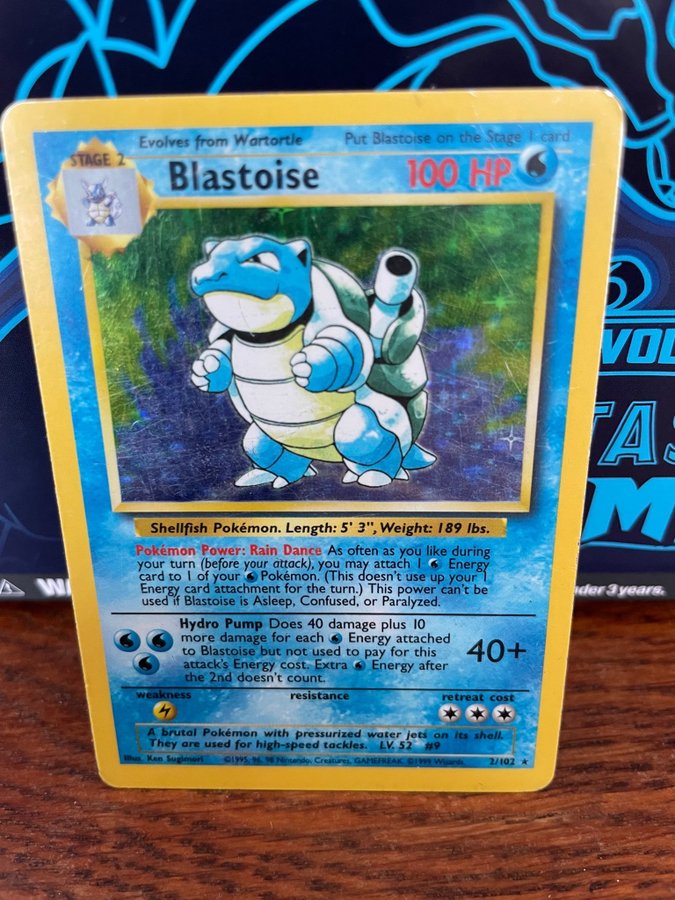 Evolves from Wartortle Put Blastoise on the Stage 1 card
STAGE 2
Blastoise 100 HP
Shellfish Pokémon. Length: 5' 3", Weight: 189 lbs.
Pokémon Power: Rain Dance As often as you like during
your turn (before your attack), you may attach 1 Energy
card to 1 of your Pokémon. (This doesn't use up your 1
Energy card attachment for the turn.) This power can't be
used if Blastoise is Asleep, Confused, or Paralyzed.
Hydro Pump Does 40 damage plus 10
more damage for each Energy attached
to Blastoise but not used to pay for this
attack's Energy cost. Extra Energy after
the 2nd doesn't count.
40+
weakness resistance retreat cost
A brutal Pokémon with pressurized water jets on its shell.
They are used for high-speed tackles. LV. 52 #9
Illus. Ken Sugimori ©1995, 96, 98 Nintendo, Creatures, GAMEFREAK. ©1999 Wizards. 2/102 ★
VOL
TAS
M
WA
nder 3 years.